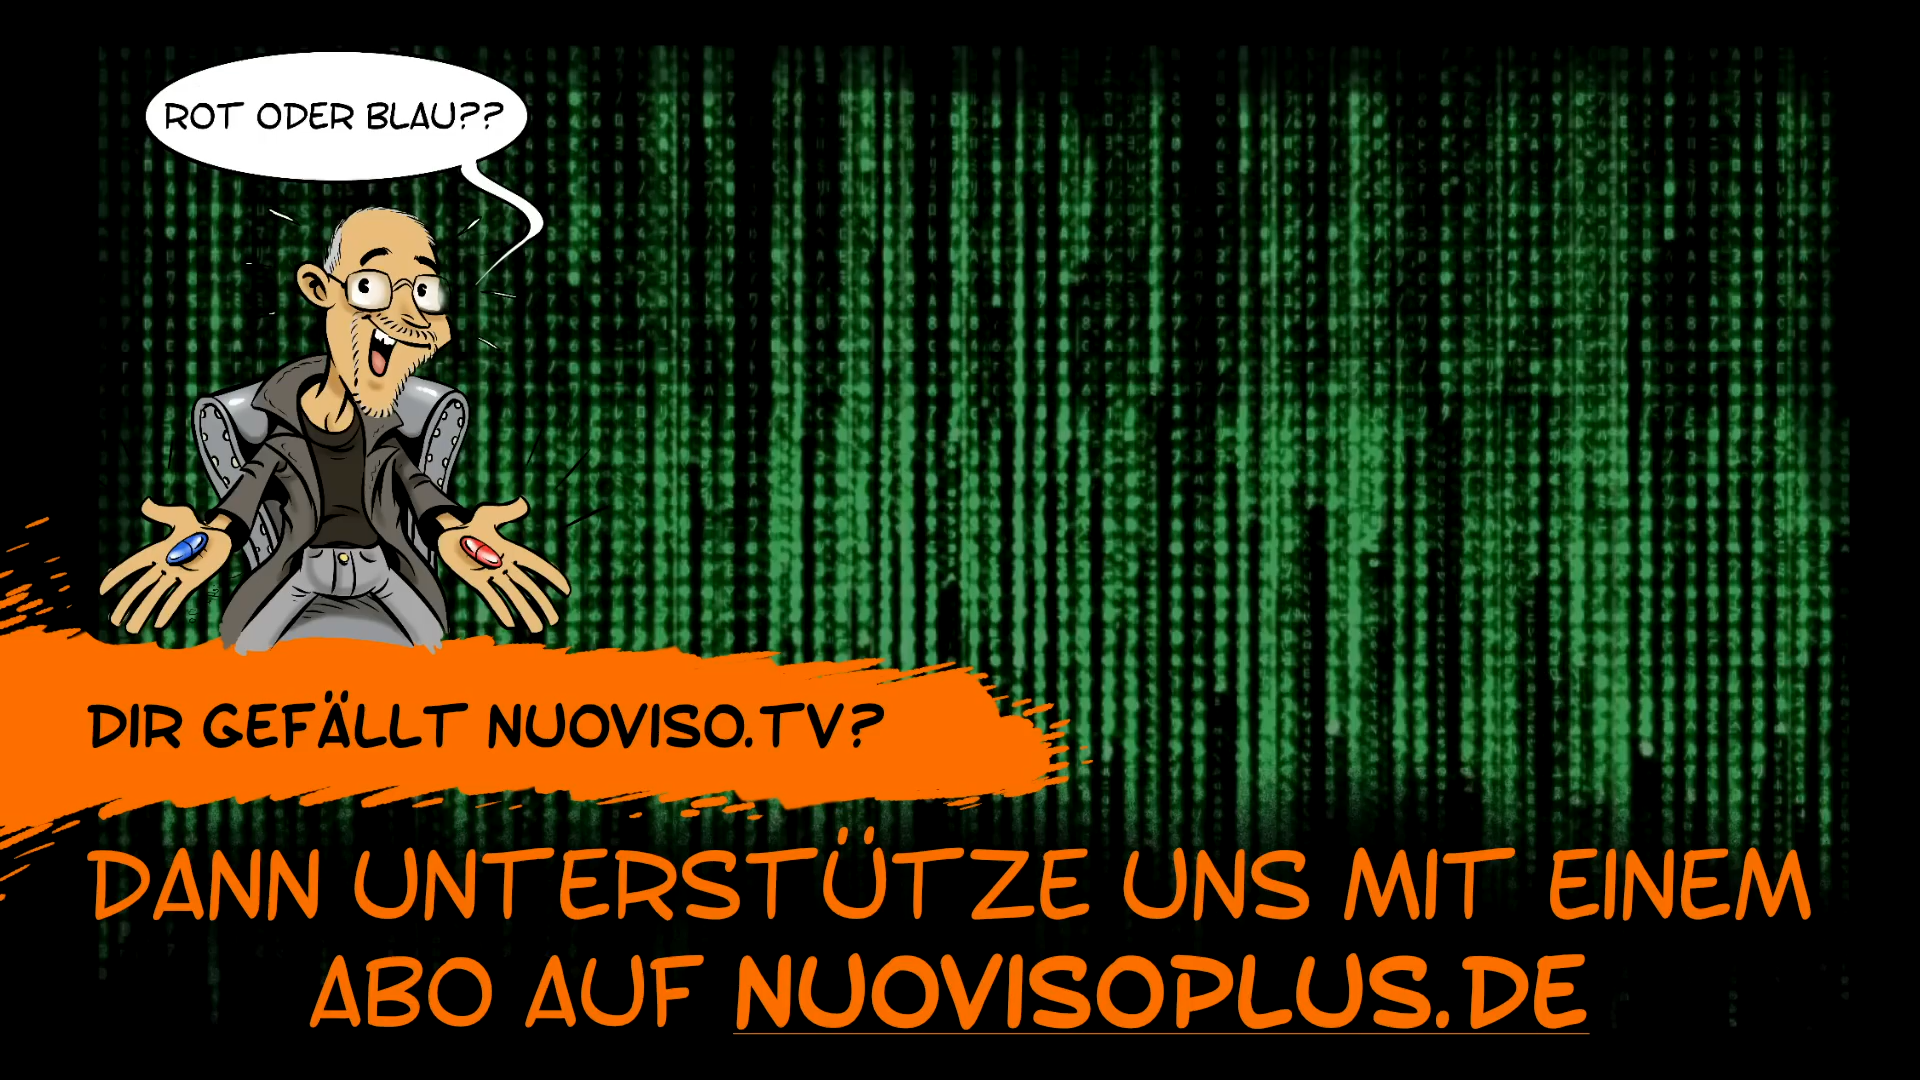 ROT ODER BLAU??
DIR GEFÄLLT NUOVISO.TV?
DANN UNTERSTÜTZE UNS MIT EINEM
ABO AUF NUOVISOPLUS.DE